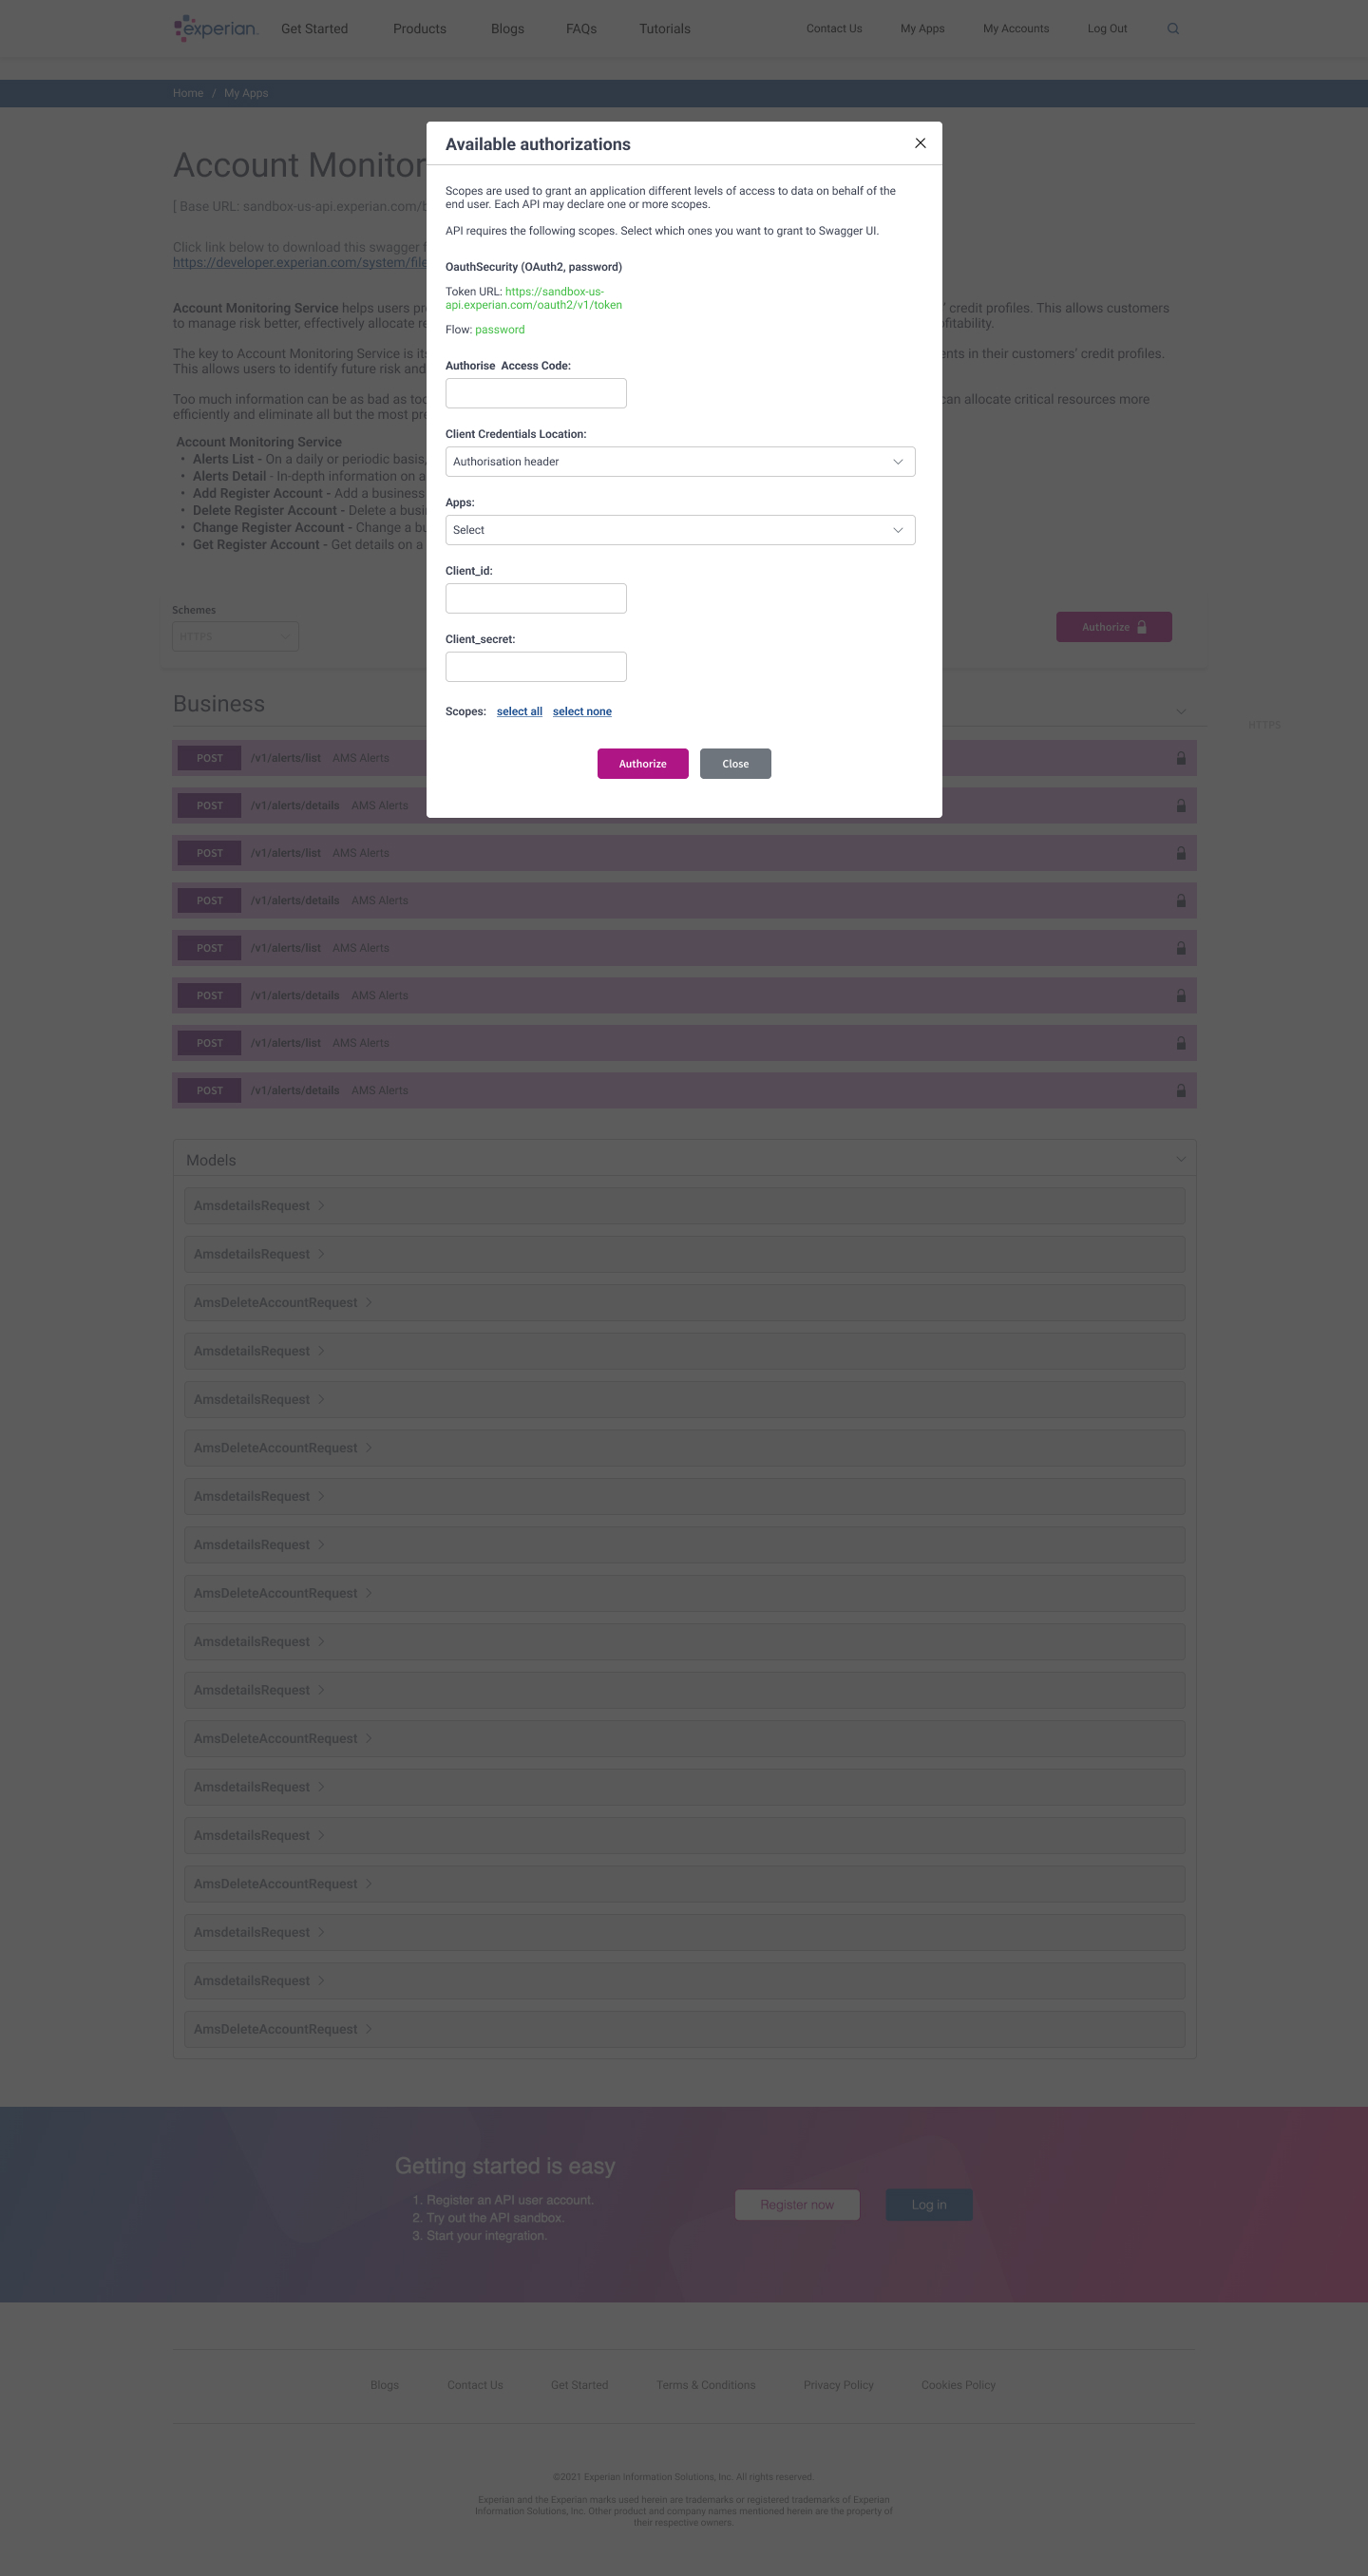 experian.
Get Started Products Blogs FAQs Tutorials Contact Us My Apps My Accounts Log Out
Home / My Apps
Account Monitor
[ Base URL: sandbox-us-api.experian.com/b
Click link below to download this swagger f
https://developer.experian.com/system/file
Account Monitoring Service helps users pr ' credit profiles. This allows customers
to manage risk better, effectively allocate re fitability.
The key to Account Monitoring Service is its nts in their customers' credit profiles.
This allows users to identify future risk and
Too much information can be as bad as too can allocate critical resources more
efficiently and eliminate all but the most pre
Account Monitoring Service
• Alerts List - On a daily or periodic basis,
• Alerts Detail - In-depth information on a
• Add Register Account - Add a business
• Delete Register Account - Delete a busi
• Change Register Account - Change a bu
• Get Register Account - Get details on a
Available authorizations
Scopes are used to grant an application different levels of access to data on behalf of the
end user. Each API may declare one or more scopes.
API requires the following scopes. Select which ones you want to grant to Swagger UI.
OauthSecurity (OAuth2, password)
Token URL: https://sandbox-us-
api.experian.com/oauth2/v1/token
Flow: password
Authorise Access Code:
Client Credentials Location:
Authorisation header
Apps:
Select
Client_id:
Client_secret:
Scopes: select all select none
Authorize Close
Schemes
HTTPS
Authorize
Business
HTTPS
POST /v1/alerts/list AMS Alerts
POST /v1/alerts/details AMS Alerts
POST /v1/alerts/list AMS Alerts
POST /v1/alerts/details AMS Alerts
POST /v1/alerts/list AMS Alerts
POST /v1/alerts/details AMS Alerts
POST /v1/alerts/list AMS Alerts
POST /v1/alerts/details AMS Alerts
Models
AmsdetailsRequest
AmsdetailsRequest
AmsDeleteAccountRequest
AmsdetailsRequest
AmsdetailsRequest
AmsDeleteAccountRequest
AmsdetailsRequest
AmsdetailsRequest
AmsDeleteAccountRequest
AmsdetailsRequest
AmsdetailsRequest
AmsDeleteAccountRequest
AmsdetailsRequest
AmsdetailsRequest
AmsDeleteAccountRequest
AmsdetailsRequest
AmsdetailsRequest
AmsDeleteAccountRequest
Getting started is easy
1. Register an API user account.
2. Try out the API sandbox.
3. Start your integration.
Register now Log in
Blogs Contact Us Get Started Terms & Conditions Privacy Policy Cookies Policy
©2021 Experian Information Solutions, Inc. All rights reserved.
Experian and the Experian marks used herein are trademarks or registered trademarks of Experian
Information Solutions, Inc. Other product and company names mentioned herein are the property of
their respective owners.